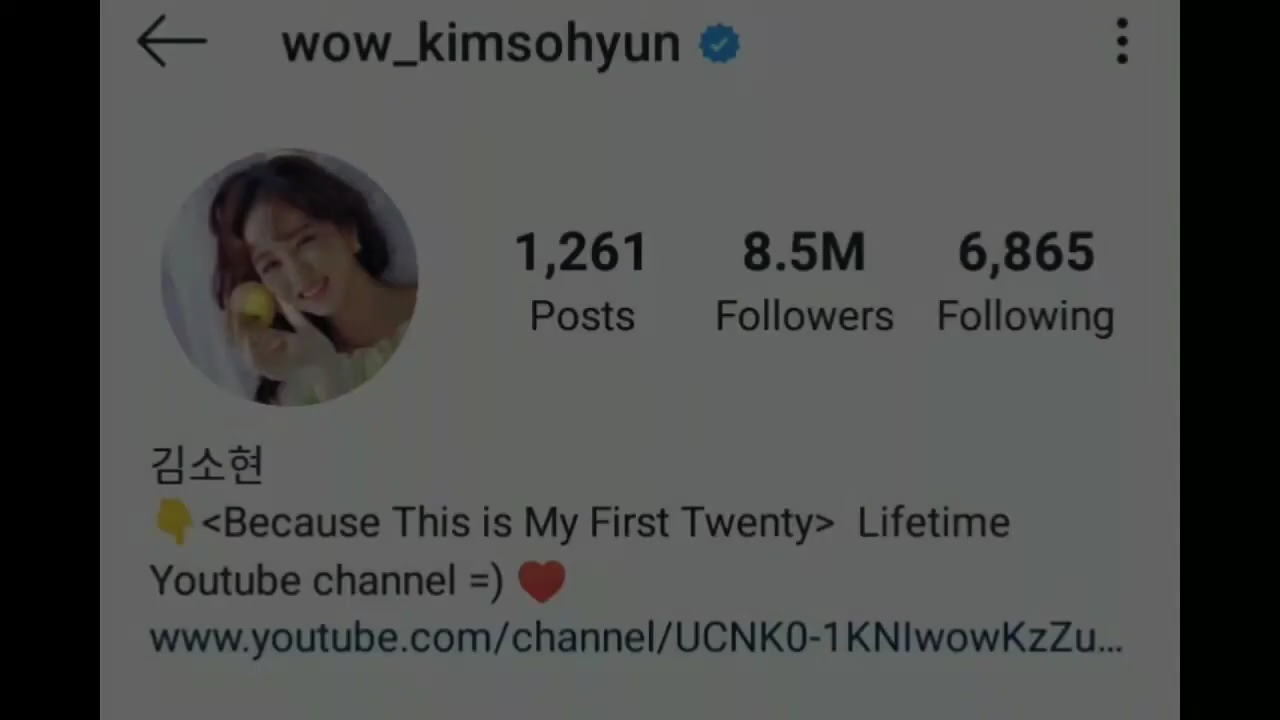 wow_kimsohyun
1,261 8.5M 6,865
Posts Followers Following
김소현
👇<Because This is My First Twenty> Lifetime
Youtube channel =) ❤️
www.youtube.com/channel/UCNK0-1KNIwowKzZu...